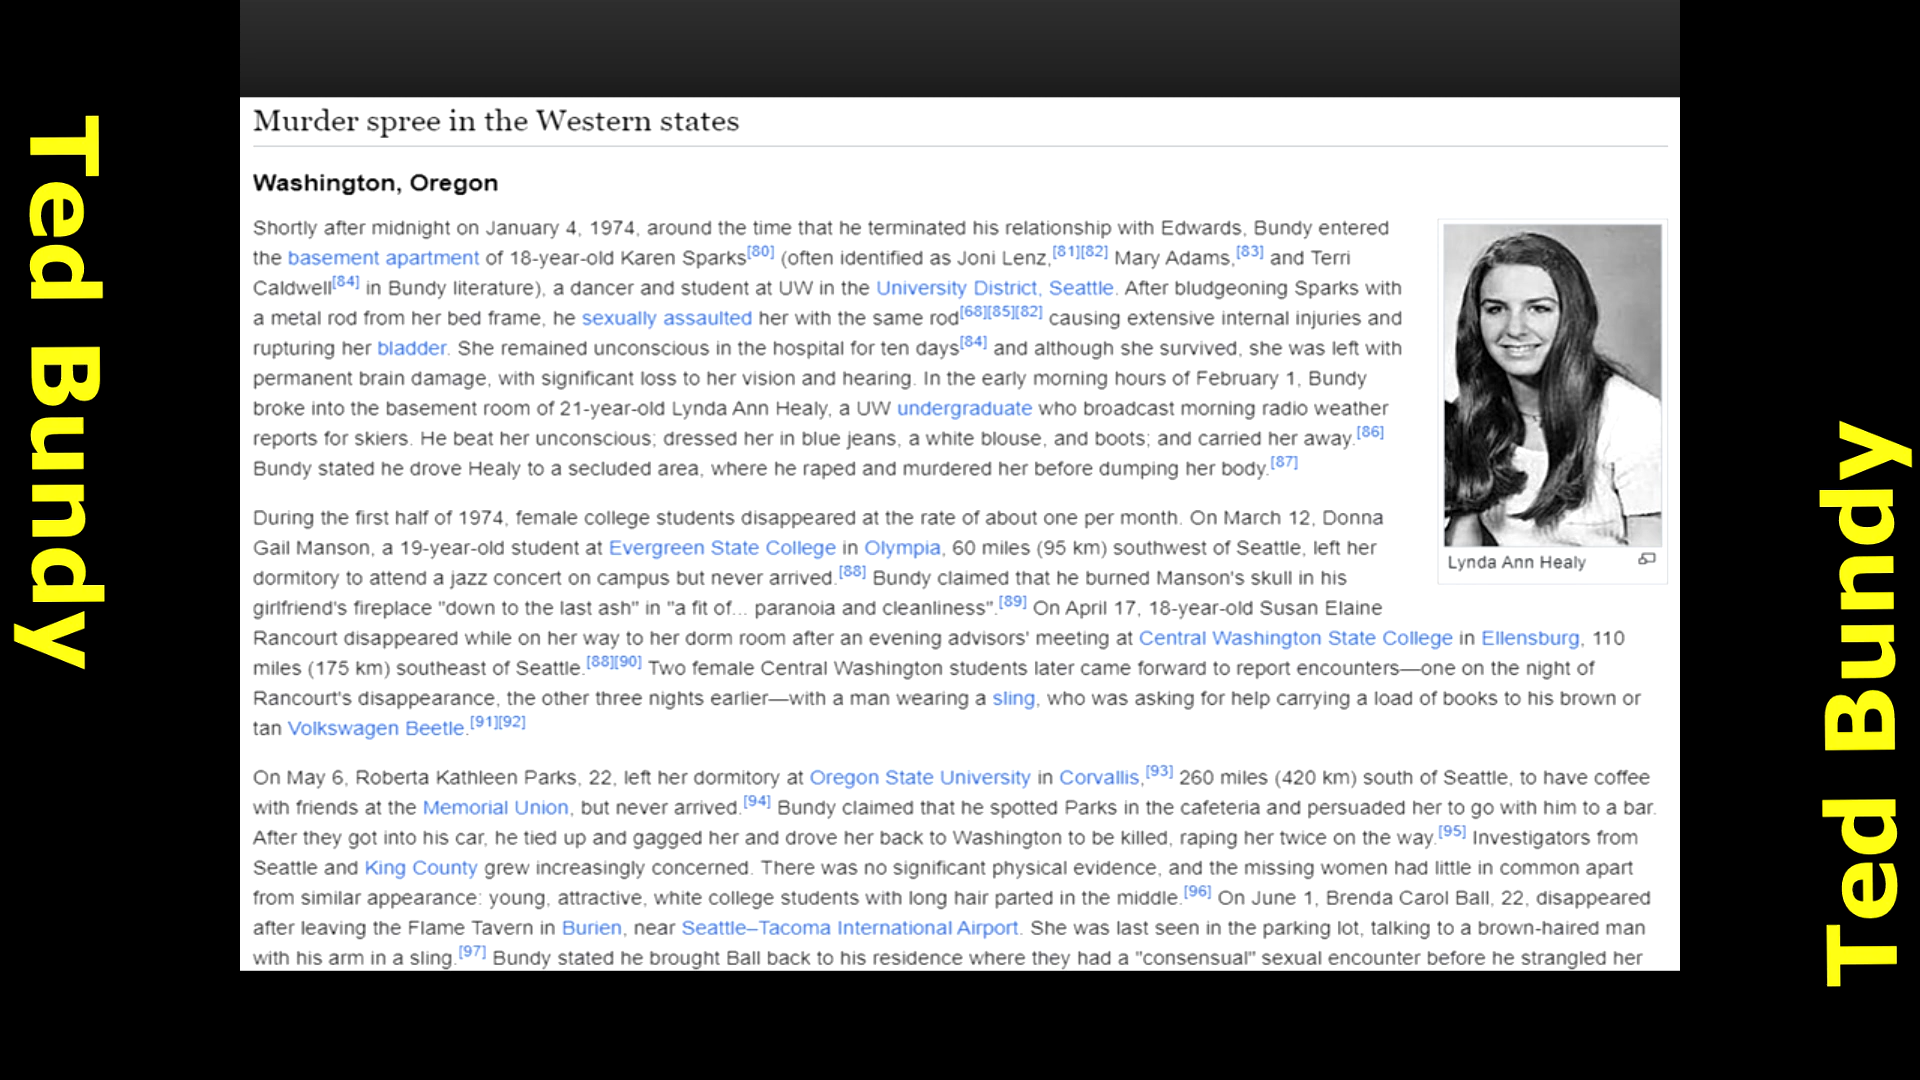 Ted Bundy
Murder spree in the Western states
Washington, Oregon
Shortly after midnight on January 4, 1974, around the time that he terminated his relationship with Edwards, Bundy entered
the basement apartment of 18-year-old Karen Sparks[80] (often identified as Joni Lenz,[81][82] Mary Adams,[83] and Terri
Caldwell[84] in Bundy literature), a dancer and student at UW in the University District, Seattle. After bludgeoning Sparks with
a metal rod from her bed frame, he sexually assaulted her with the same rod[68][85][82] causing extensive internal injuries and
rupturing her bladder. She remained unconscious in the hospital for ten days[84] and although she survived, she was left with
permanent brain damage, with significant loss to her vision and hearing. In the early morning hours of February 1, Bundy
broke into the basement room of 21-year-old Lynda Ann Healy, a UW undergraduate who broadcast morning radio weather
reports for skiers. He beat her unconscious; dressed her in blue jeans, a white blouse, and boots; and carried her away.[86]
Bundy stated he drove Healy to a secluded area, where he raped and murdered her before dumping her body.[87]
Lynda Ann Healy
During the first half of 1974, female college students disappeared at the rate of about one per month. On March 12, Donna
Gail Manson, a 19-year-old student at Evergreen State College in Olympia, 60 miles (95 km) southwest of Seattle, left her
dormitory to attend a jazz concert on campus but never arrived.[88] Bundy claimed that he burned Manson's skull in his
girlfriend's fireplace "down to the last ash" in "a fit of... paranoia and cleanliness".[89] On April 17, 18-year-old Susan Elaine
Rancourt disappeared while on her way to her dorm room after an evening advisors' meeting at Central Washington State College in Ellensburg, 110
miles (175 km) southeast of Seattle.[88][90] Two female Central Washington students later came forward to report encounters—one on the night of
Rancourt's disappearance, the other three nights earlier—with a man wearing a sling, who was asking for help carrying a load of books to his brown or
tan Volkswagen Beetle.[91][92]
On May 6, Roberta Kathleen Parks, 22, left her dormitory at Oregon State University in Corvallis,[93] 260 miles (420 km) south of Seattle, to have coffee
with friends at the Memorial Union, but never arrived.[94] Bundy claimed that he spotted Parks in the cafeteria and persuaded her to go with him to a bar.
After they got into his car, he tied up and gagged her and drove her back to Washington to be killed, raping her twice on the way.[95] Investigators from
Seattle and King County grew increasingly concerned. There was no significant physical evidence, and the missing women had little in common apart
from similar appearance: young, attractive, white college students with long hair parted in the middle.[96] On June 1, Brenda Carol Ball, 22, disappeared
after leaving the Flame Tavern in Burien, near Seattle–Tacoma International Airport. She was last seen in the parking lot, talking to a brown-haired man
with his arm in a sling.[97] Bundy stated he brought Ball back to his residence where they had a "consensual" sexual encounter before he strangled her
Ted Bundy